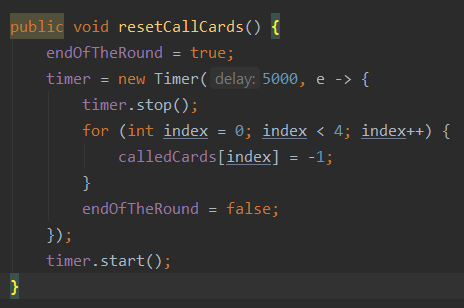 public void resetCallCards() {
    endOfTheRound = true;
    timer = new Timer( delay: 5000, e -> {
        timer.stop();
        for (int index = 0; index < 4; index++) {
            calledCards[index] = -1;
        }
        endOfTheRound = false;
    });
    timer.start();
}